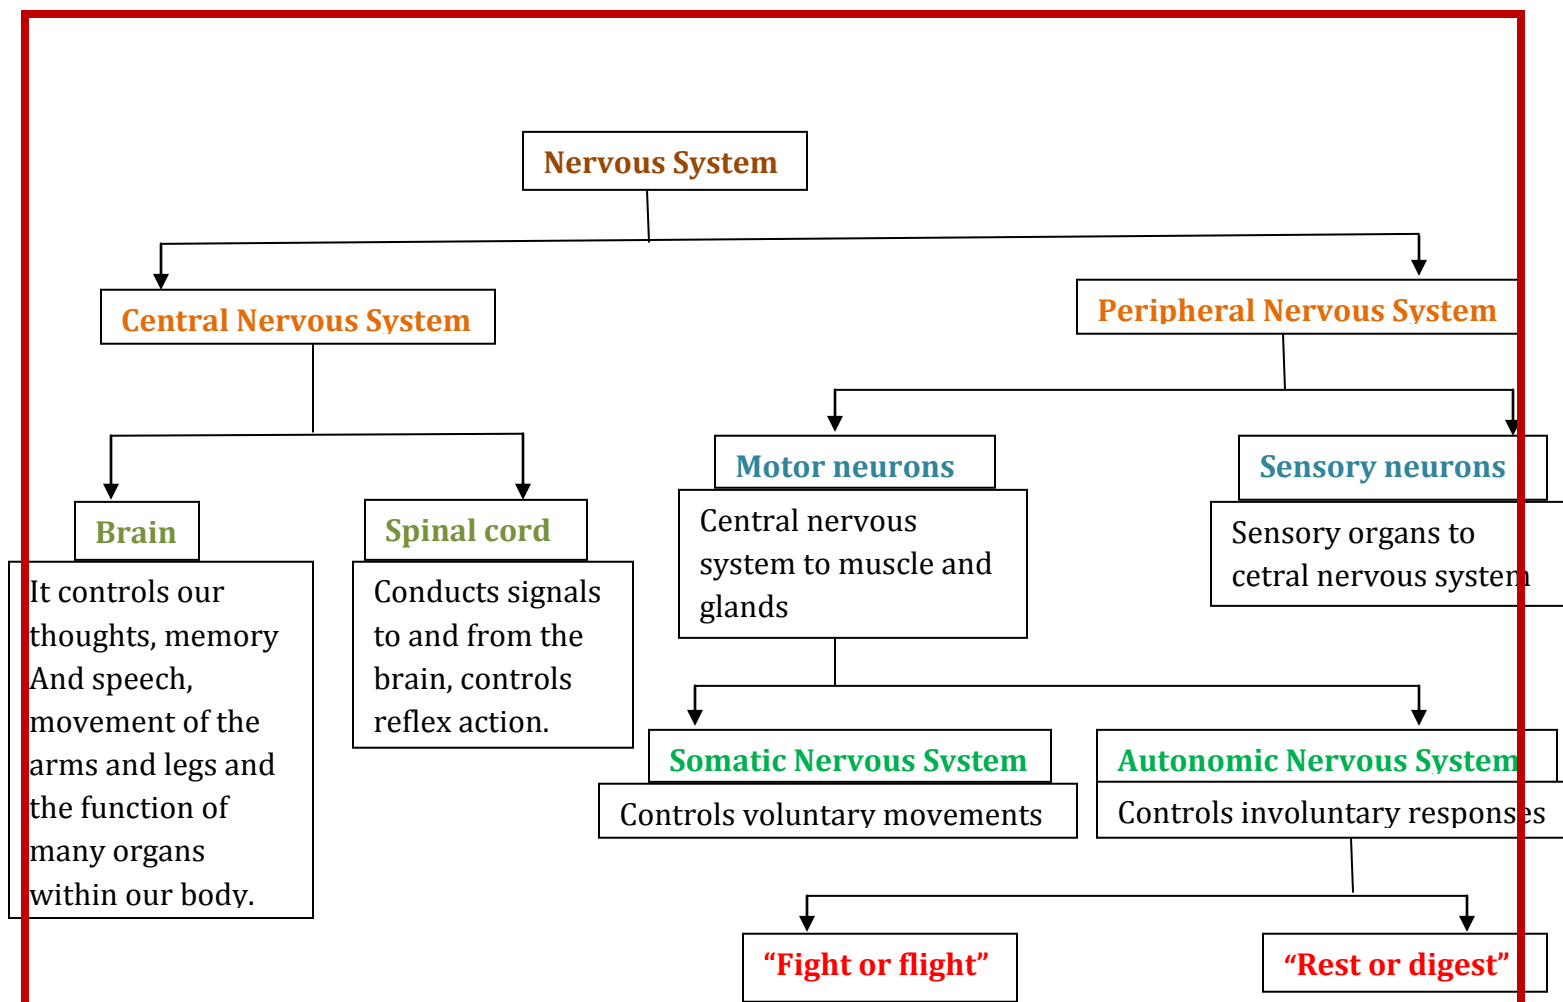 Nervous System
Central Nervous System
Peripheral Nervous System
Brain
It controls our
thoughts, memory
And speech,
movement of the
arms and legs and
the function of
many organs
within our body.
Spinal cord
Conducts signals
to and from the
brain, controls
reflex action.
Motor neurons
Central nervous
system to muscle and
glands
Sensory neurons
Sensory organs to
cetral nervous system
Somatic Nervous System
Controls voluntary movements
Autonomic Nervous System
Controls involuntary responses
“Fight or flight”
“Rest or digest”